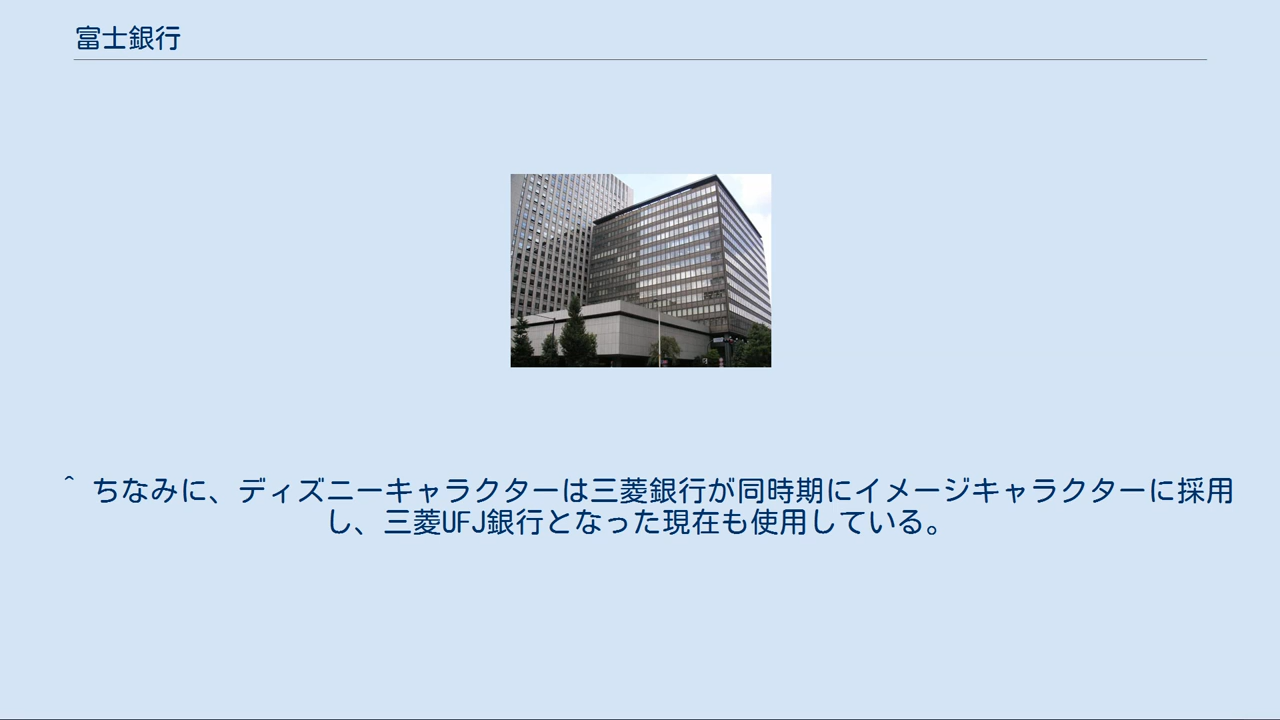 富士銀行
^ ちなみに、ディズニーキャラクターは三菱銀行が同時期にイメージキャラクターに採用
し、三菱UFJ銀行となった現在も使用している。